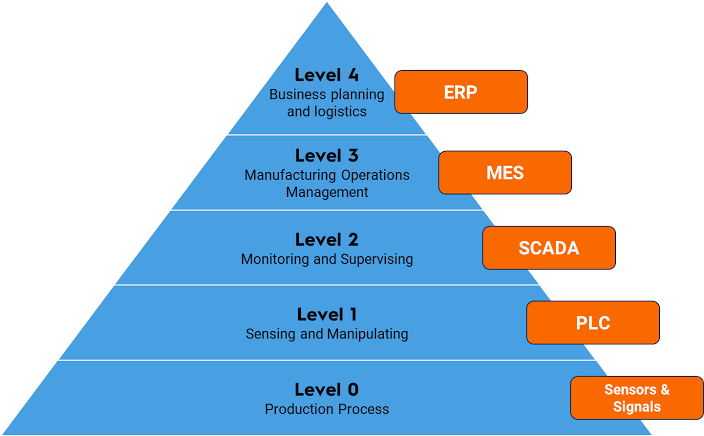 Level 4
Business planning
and logistics
ERP
Level 3
Manufacturing Operations
Management
MES
Level 2
Monitoring and Supervising
SCADA
Level 1
Sensing and Manipulating
PLC
Level 0
Production Process
Sensors &
Signals